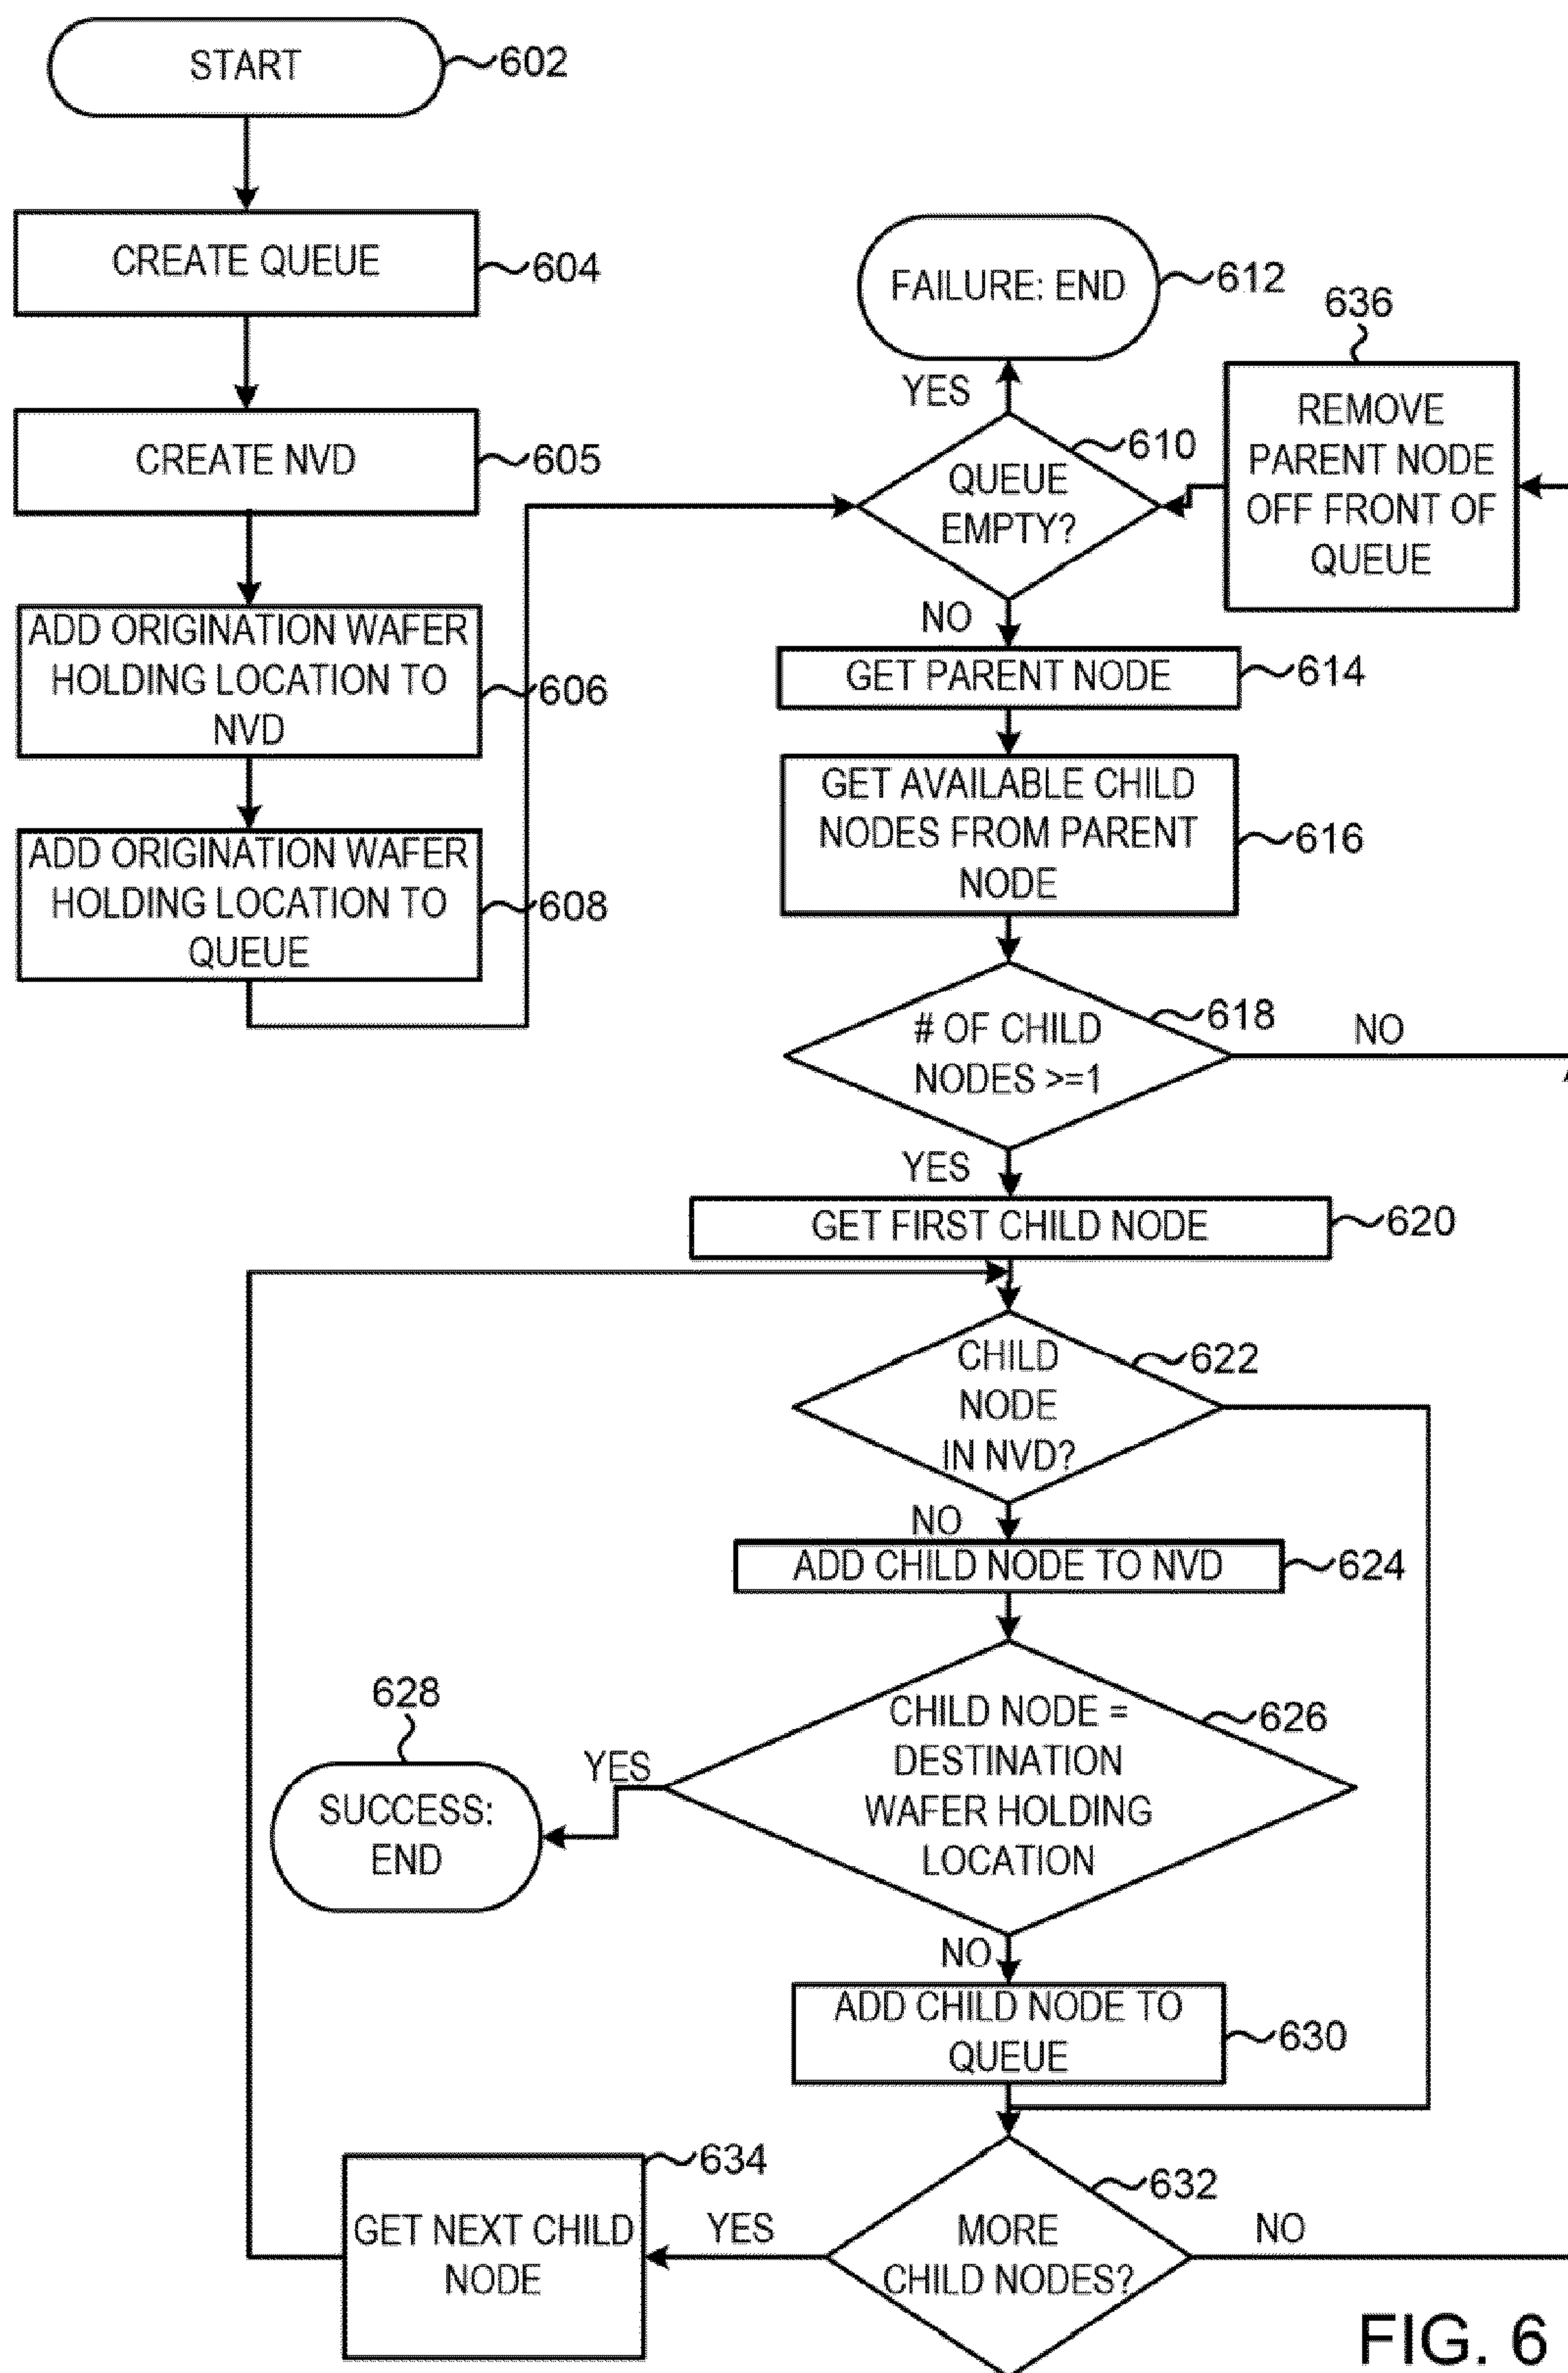 START
602
CREATE QUEUE
604
CREATE NVD
605
ADD ORIGINATION WAFER
HOLDING LOCATION TO
NVD
606
ADD ORIGINATION WAFER
HOLDING LOCATION TO
QUEUE
608
FAILURE: END
612
YES
QUEUE
EMPTY?
610
636
REMOVE
PARENT NODE
OFF FRONT OF
QUEUE
NO
GET PARENT NODE
614
GET AVAILABLE CHILD
NODES FROM PARENT
NODE
616
# OF CHILD
NODES >=1
618
NO
YES
GET FIRST CHILD NODE
620
CHILD
NODE
IN NVD?
622
NO
ADD CHILD NODE TO NVD
624
CHILD NODE =
DESTINATION
WAFER HOLDING
LOCATION
626
YES
628
SUCCESS:
END
NO
ADD CHILD NODE TO
QUEUE
630
MORE
CHILD NODES?
632
YES
NO
GET NEXT CHILD
NODE
634
FIG. 6